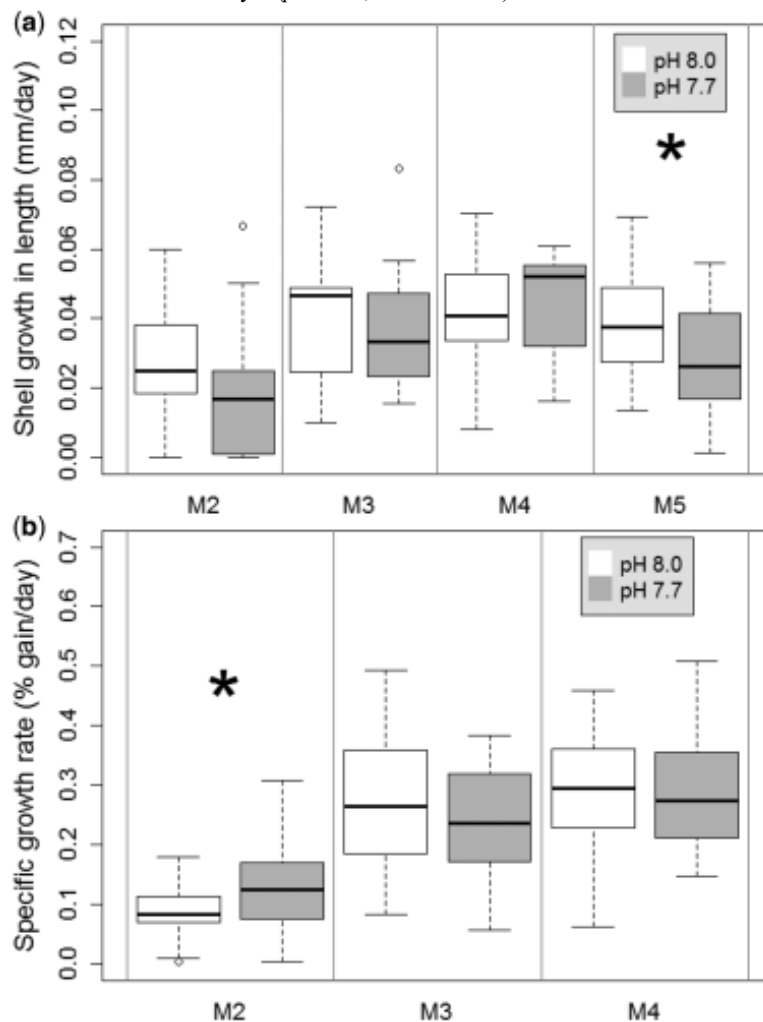 (a)
Shell growth in length (mm/day)
0.12
0.10
0.08
0.06
0.04
0.02
0.00
pH 8.0
pH 7.7
*
M2 M3 M4 M5
(b)
Specific growth rate (% gain/day)
0.7
0.6
0.5
0.4
0.3
0.2
0.1
0.0
pH 8.0
pH 7.7
*
M2 M3 M4